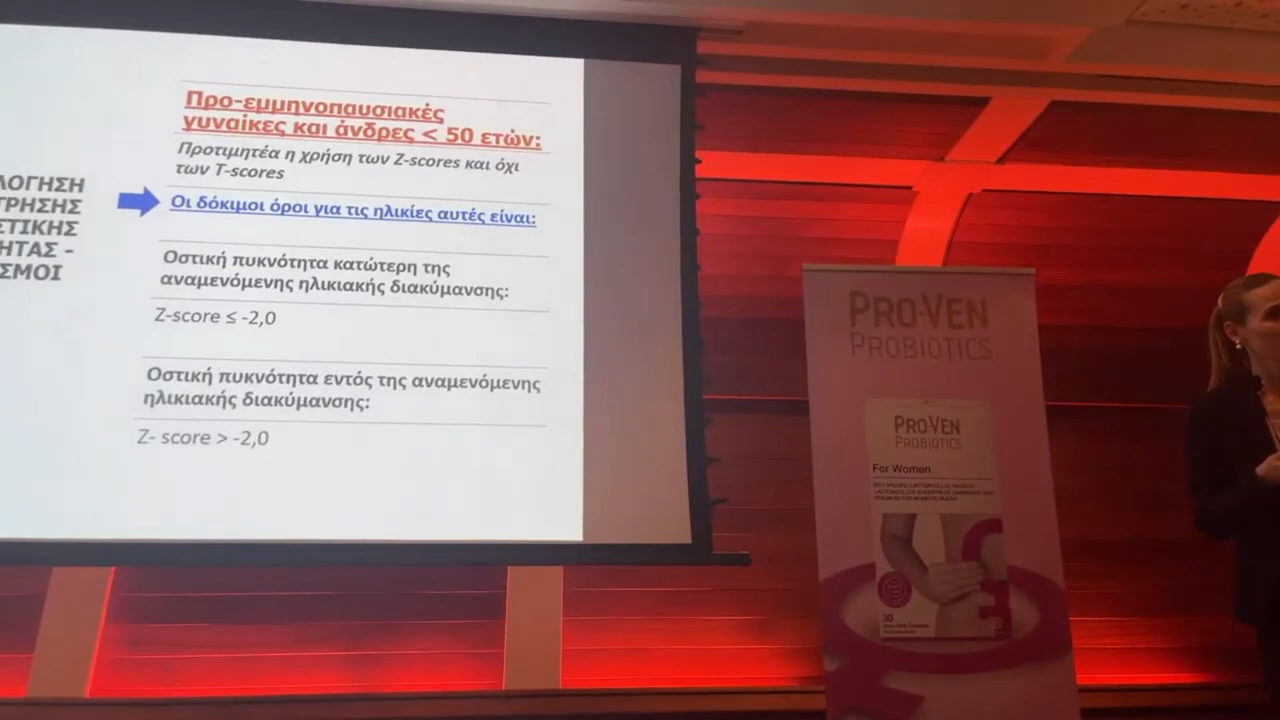 ΛΟΓΗΣΗ
ΤΡΗΣΗΣ
ΣΤΙΚΗΣ
ΗΤΑΣ -
ΣΜΟΙ
Προ-εμμηνοπαυσιακές
γυναίκες και άνδρες < 50 ετών:
Προτιμητέα η χρήση των Z-scores και όχι
των T-scores
Οι δόκιμοι όροι για τις ηλικίες αυτές είναι:
Οστική πυκνότητα κατώτερη της
αναμενόμενης ηλικιακής διακύμανσης:
Z-score ≤ -2,0
Οστική πυκνότητα εντός της αναμενόμενης
ηλικιακής διακύμανσης:
Z- score > -2,0
PRO-VEN
PROBIOTICS
PRO-VEN
PROBIOTICS
For Women
30